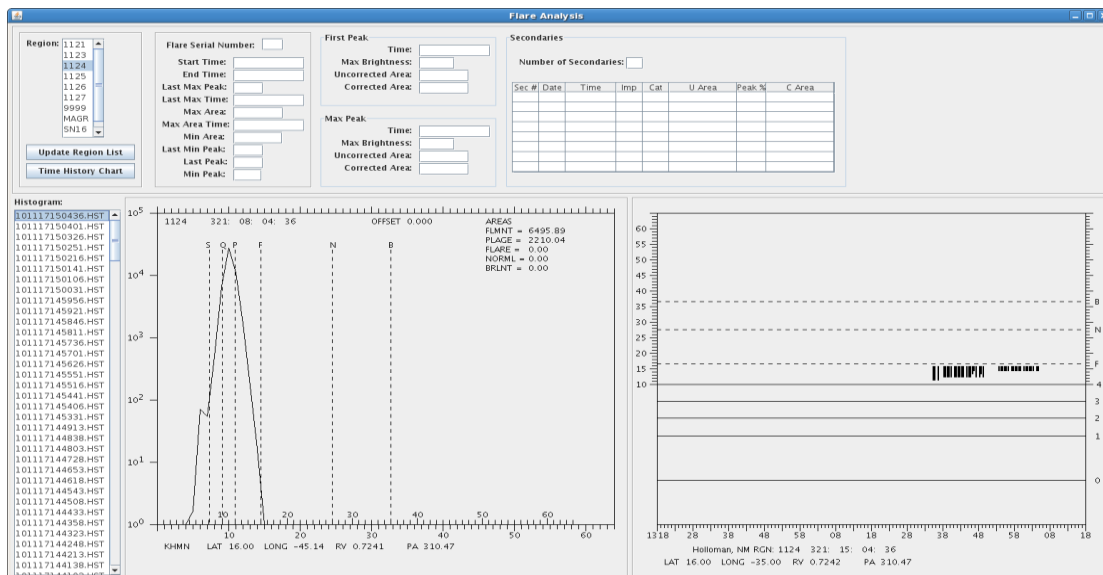 Flare Analysis
Region:
1121
1123
1124
1125
1126
1127
9999
MAGR
SN16
Update Region List
Time History Chart
Flare Serial Number:
Start Time:
End Time:
Last Max Peak:
Last Max Time:
Max Area:
Max Area Time:
Min Area:
Last Min Peak:
Last Peak:
Min Peak:
First Peak
Time:
Max Brightness:
Uncorrected Area:
Corrected Area:
Max Peak
Time:
Max Brightness:
Uncorrected Area:
Corrected Area:
Secondaries
Number of Secondaries:
Sec # Date Time Imp Cat U Area Peak % C Area
Histogram:
101117150436.HST
101117150401.HST
101117150326.HST
101117150251.HST
101117150216.HST
101117150141.HST
101117150106.HST
101117150031.HST
101117145956.HST
101117145921.HST
101117145846.HST
101117145811.HST
101117145736.HST
101117145701.HST
101117145626.HST
101117145551.HST
101117145516.HST
101117145441.HST
101117145406.HST
101117145331.HST
101117144913.HST
101117144838.HST
101117144803.HST
101117144728.HST
101117144653.HST
101117144618.HST
101117144543.HST
101117144508.HST
101117144433.HST
101117144358.HST
101117144323.HST
101117144248.HST
101117144213.HST
101117144138.HST
1124 321: 08: 04: 36 OFFSET 0.000
AREAS
FLMNT = 6495.89
PLAGE = 2210.04
FLARE = 0.00
NORML = 0.00
BRLNT = 0.00
S Q P F N B
10⁵
10⁴
10³
10²
10¹
10⁰
10 20 30 40 50 60
10 20 30 40 50 60
KHMN LAT 16.00 LONG -45.14 RV 0.7241 PA 310.47
60
55
50
45
40
35
30
25
20
15
10
B
N
F
4
3
2
1
0
1318 28 38 48 58 08 18 28 38 48 58 08 18
Holloman, NM RGN: 1124 321: 15: 04: 36
LAT 16.00 LONG -35.00 RV 0.7242 PA 310.47